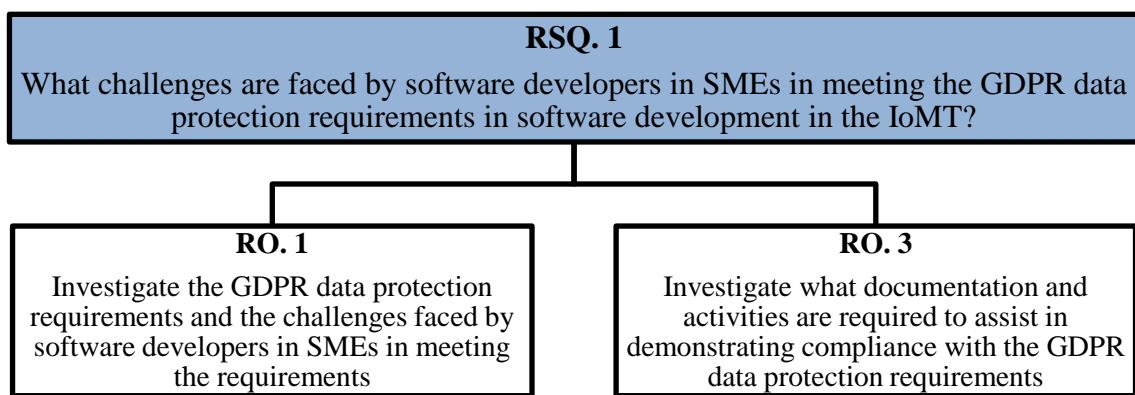 RSQ. 1
What challenges are faced by software developers in SMEs in meeting the GDPR data
protection requirements in software development in the IoMT?
RO. 1
Investigate the GDPR data protection
requirements and the challenges faced by
software developers in SMEs in meeting
the requirements
RO. 3
Investigate what documentation and
activities are required to assist in
demonstrating compliance with the GDPR
data protection requirements